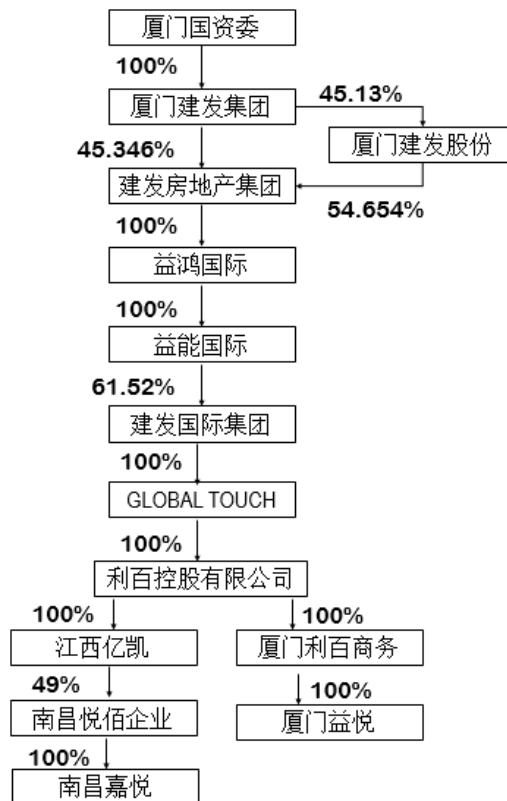 厦门国资委
100%
厦门建发集团
45.13%
厦门建发股份
45.346%
建发房地产集团
54.654%
100%
益鸿国际
100%
益能国际
61.52%
建发国际集团
100%
GLOBAL TOUCH
100%
利百控股有限公司
100%
100%
江西亿凯
厦门利百商务
49%
100%
南昌悦佰企业
厦门益悦
100%
南昌嘉悦